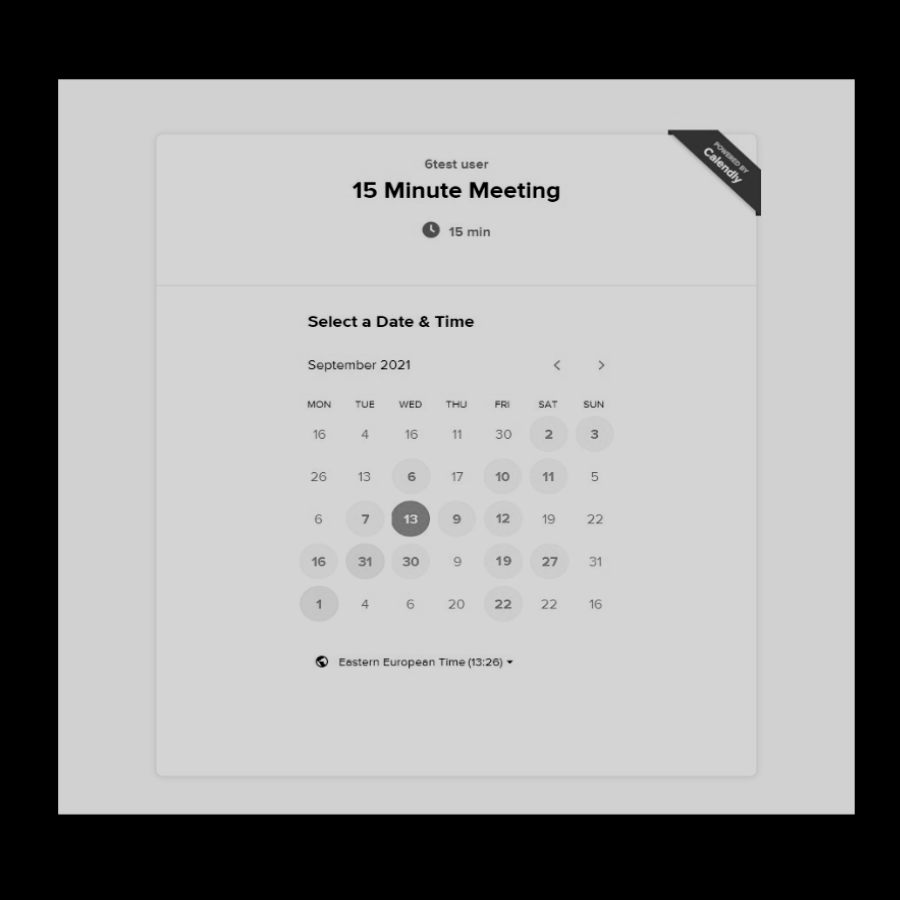 POWERED BY
Calendly
6test user
15 Minute Meeting
15 min
Select a Date & Time
September 2021
MON TUE WED THU FRI SAT SUN
16 4 16 11 30 2 3
26 13 6 17 10 11 5
6 7 13 9 12 19 22
16 31 30 9 19 27 31
1 4 6 20 22 22 16
Eastern European Time (13:26)